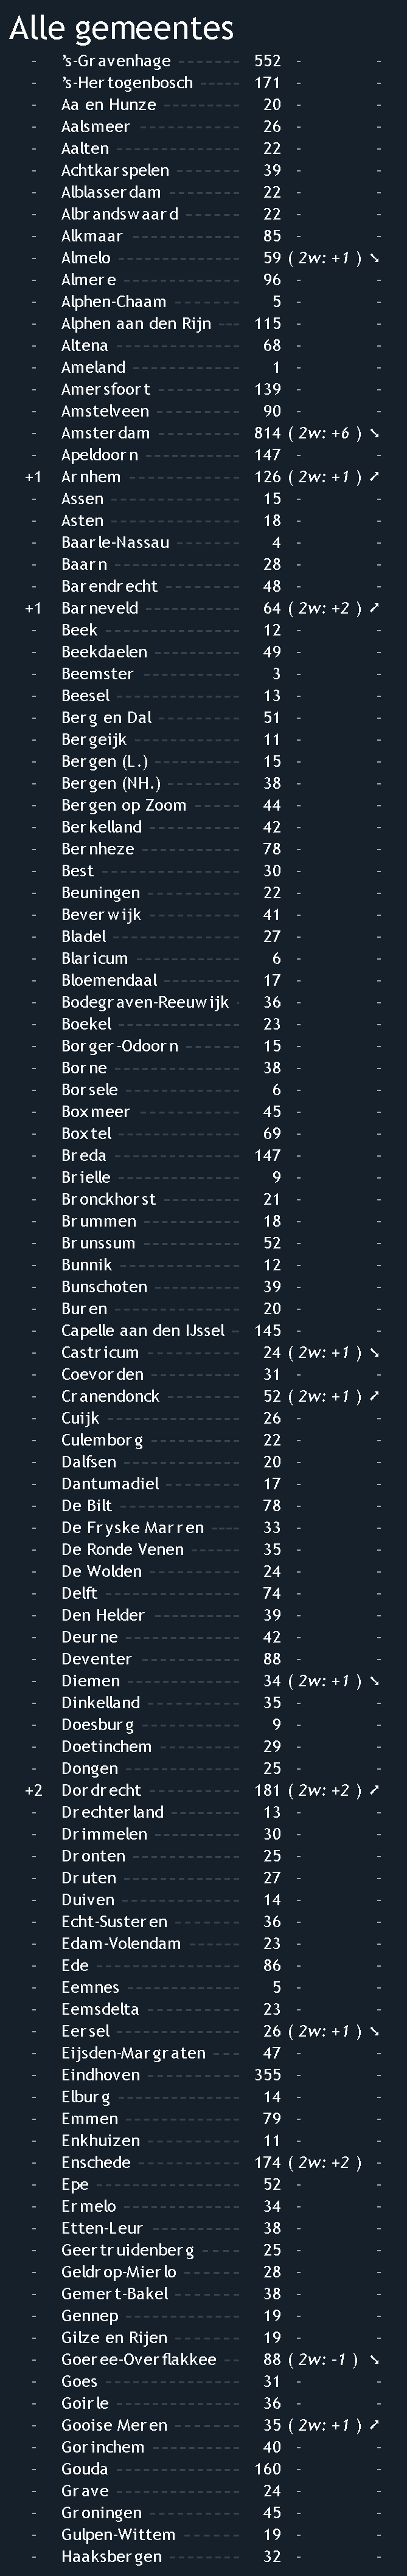 Alle gemeentes
- 's-Gravenhage ------- 552 - -
- 's-Hertogenbosch ----- 171 - -
- Aa en Hunze -------- 20 - -
- Aalsmeer ---------- 26 - -
- Aalten ------------ 22 - -
- Achtkarspelen ------- 39 - -
- Alblasserdam -------- 22 - -
- Albrandswaard ------ 22 - -
- Alkmaar ----------- 85 - -
- Almelo ------------ 59 ( 2w: +1 ) ↘
- Almere ------------ 96 - -
- Alphen-Chaam ------- 5 - -
- Alphen aan den Rijn --- 115 - -
- Altena ------------ 68 - -
- Ameland ----------- 1 - -
- Amersfoort --------- 139 - -
- Amstelveen --------- 90 - -
- Amsterdam --------- 814 ( 2w: +6 ) ↘
- Apeldoorn ---------- 147 - -
+1 Arnhem ----------- 126 ( 2w: +1 ) ↗
- Assen ------------ 15 - -
- Asten ------------ 18 - -
- Baarle-Nassau ------- 4 - -
- Baarn ------------ 28 - -
- Barendrecht -------- 48 - -
+1 Barneveld ---------- 64 ( 2w: +2 ) ↗
- Beek ------------- 12 - -
- Beekdaelen --------- 49 - -
- Beemster ---------- 3 - -
- Beesel ------------ 13 - -
- Berg en Dal --------- 51 - -
- Bergeijk ----------- 11 - -
- Bergen (L.) --------- 15 - -
- Bergen (NH.) -------- 38 - -
- Bergen op Zoom ----- 44 - -
- Berkelland --------- 42 - -
- Bernheze ---------- 78 - -
- Best ------------- 30 - -
- Beuningen --------- 22 - -
- Beverwijk ---------- 41 - -
- Bladel ------------ 27 - -
- Blaricum ---------- 6 - -
- Bloemendaal -------- 17 - -
- Bodegraven-Reeuwijk - 36 - -
- Boekel ------------ 23 - -
- Borger-Odoorn ------ 15 - -
- Borne ------------ 38 - -
- Borsele ----------- 6 - -
- Boxmeer ---------- 45 - -
- Boxtel ------------ 69 - -
- Breda ------------ 147 - -
- Brielle ------------ 9 - -
- Bronckhorst -------- 21 - -
- Brummen ---------- 18 - -
- Brunssum ---------- 52 - -
- Bunnik ------------ 12 - -
- Bunschoten --------- 39 - -
- Buren ------------ 20 - -
- Capelle aan den IJssel -- 145 - -
- Castricum ---------- 24 ( 2w: +1 ) ↘
- Coevorden --------- 31 - -
- Cranendonck -------- 52 ( 2w: +1 ) ↗
- Cuijk ------------- 26 - -
- Culemborg --------- 22 - -
- Dalfsen ----------- 20 - -
- Dantumadiel -------- 17 - -
- De Bilt ------------ 78 - -
- De Fryske Marren ---- 33 - -
- De Ronde Venen ------ 35 - -
- De Wolden --------- 24 - -
- Delft ------------- 74 - -
- Den Helder --------- 39 - -
- Deurne ----------- 42 - -
- Deventer ---------- 88 - -
- Diemen ----------- 34 ( 2w: +1 ) ↘
- Dinkelland --------- 35 - -
- Doesburg ---------- 9 - -
- Doetinchem -------- 29 - -
- Dongen ----------- 25 - -
+2 Dordrecht ---------- 181 ( 2w: +2 ) ↗
- Drechterland ------- 13 - -
- Drimmelen --------- 30 - -
- Dronten ----------- 25 - -
- Druten ------------ 27 - -
- Duiven ------------ 14 - -
- Echt-Susteren ------- 36 - -
- Edam-Volendam ------ 23 - -
- Ede -------------- 86 - -
- Eemnes ----------- 5 - -
- Eemsdelta --------- 23 - -
- Eersel ------------ 26 ( 2w: +1 ) ↘
- Eijsden-Margraten ---- 47 - -
- Eindhoven --------- 355 - -
- Elburg ------------ 14 - -
- Emmen ----------- 79 - -
- Enkhuizen ---------- 11 - -
- Enschede ---------- 174 ( 2w: +2 ) -
- Epe -------------- 52 - -
- Ermelo ----------- 34 - -
- Etten-Leur --------- 38 - -
- Geertruidenberg ----- 25 - -
- Geldrop-Mierlo ------ 28 - -
- Gemert-Bakel ------- 38 - -
- Gennep ----------- 19 - -
- Gilze en Rijen ------- 19 - -
- Goeree-Overflakkee -- 88 ( 2w: -1 ) ↘
- Goes ------------- 31 - -
- Goirle ------------ 36 - -
- Gooise Meren ------- 35 ( 2w: +1 ) ↗
- Gorinchem --------- 40 - -
- Gouda ------------ 160 - -
- Grave ------------ 24 - -
- Groningen --------- 45 - -
- Gulpen-Wittem ------ 19 - -
- Haaksbergen -------- 32 - -